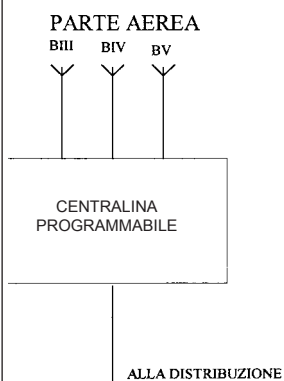 PARTE AEREA
BIII BIV BV
CENTRALINA
PROGRAMMABILE
ALLA DISTRIBUZIONE